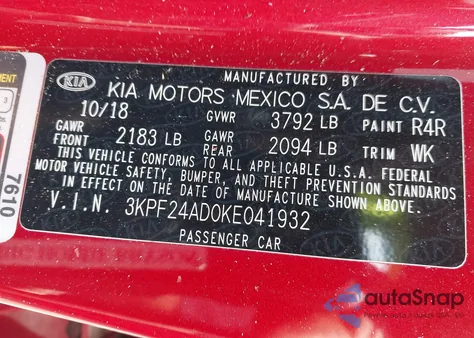 MANUFACTURED BY
KIA KIA MOTORS MEXICO S.A. DE C.V.
10/18 GVWR 3792 LB PAINT R4R
GAWR FRONT 2183 LB GAWR REAR 2094 LB TRIM WK
THIS VEHICLE CONFORMS TO ALL APPLICABLE U.S.A. FEDERAL
MOTOR VEHICLE SAFETY, BUMPER, AND THEFT PREVENTION STANDARDS
IN EFFECT ON THE DATE OF MANUFACTURE SHOWN ABOVE.
V.I.N. 3KPF24AD0KE041932
PASSENGER CAR
7610
3
autoSnap